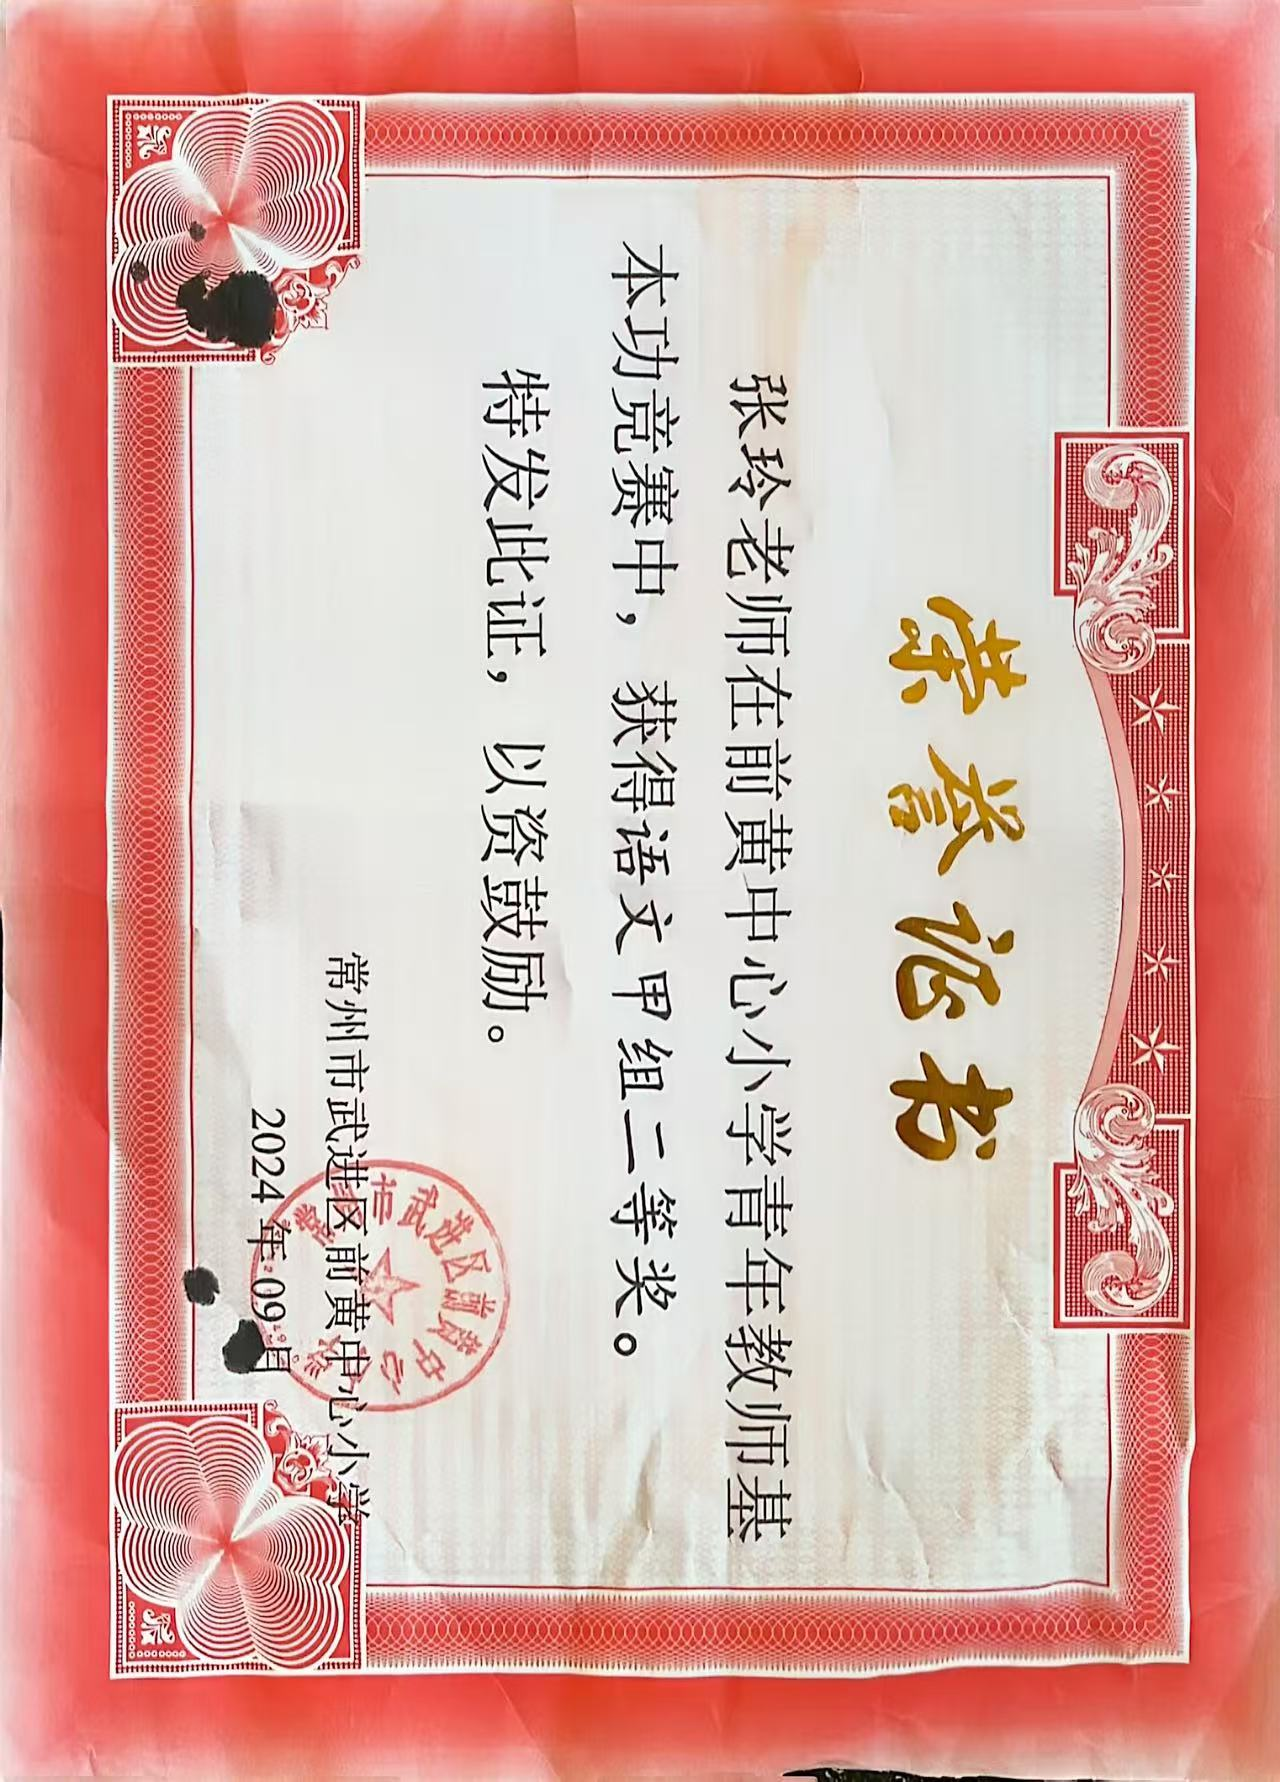 荣誉证书
张玲老师在前黄中心小学青年教师基
本功竞赛中，获得语文甲组二等奖。
特发此证，以资鼓励。
常州市武进区前黄中心小学
2024年09月